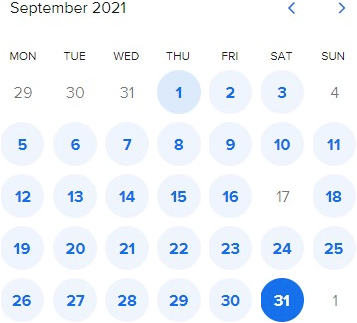 September 2021
MON TUE WED THU FRI SAT SUN
29 30 31 1 2 3 4
5 6 7 8 9 10 11
12 13 14 15 16 17 18
19 20 21 22 23 24 25
26 27 28 29 30 31 1